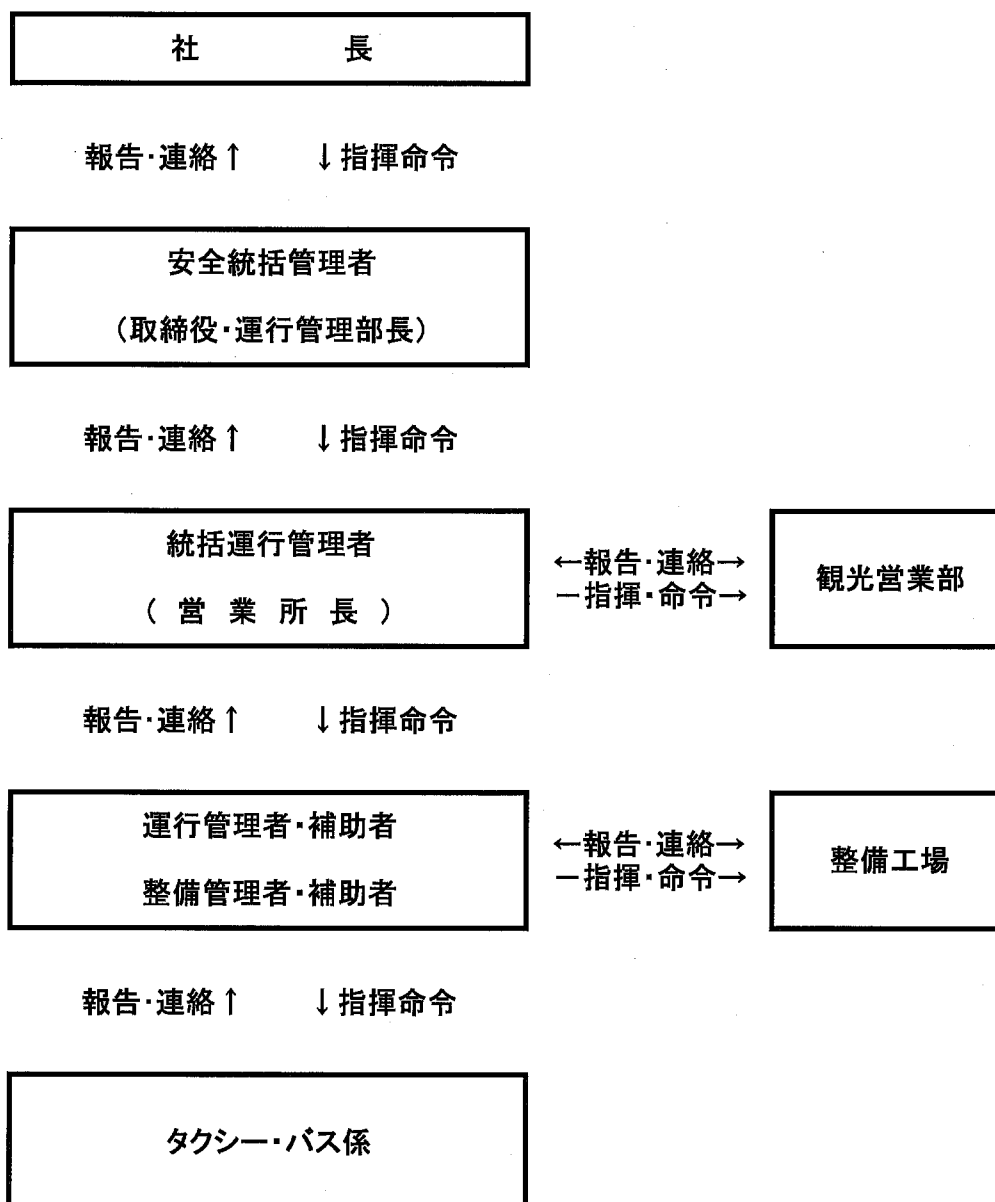 社 長
報告・連絡↑ ↓指揮命令
安全統括管理者
（取締役・運行管理部長）
報告・連絡↑ ↓指揮命令
統括運行管理者
（ 営 業 所 長 ）
←報告・連絡→
－指揮・命令→
観光営業部
報告・連絡↑ ↓指揮命令
運行管理者・補助者
整備管理者・補助者
←報告・連絡→
－指揮・命令→
整備工場
報告・連絡↑ ↓指揮命令
タクシー・バス係